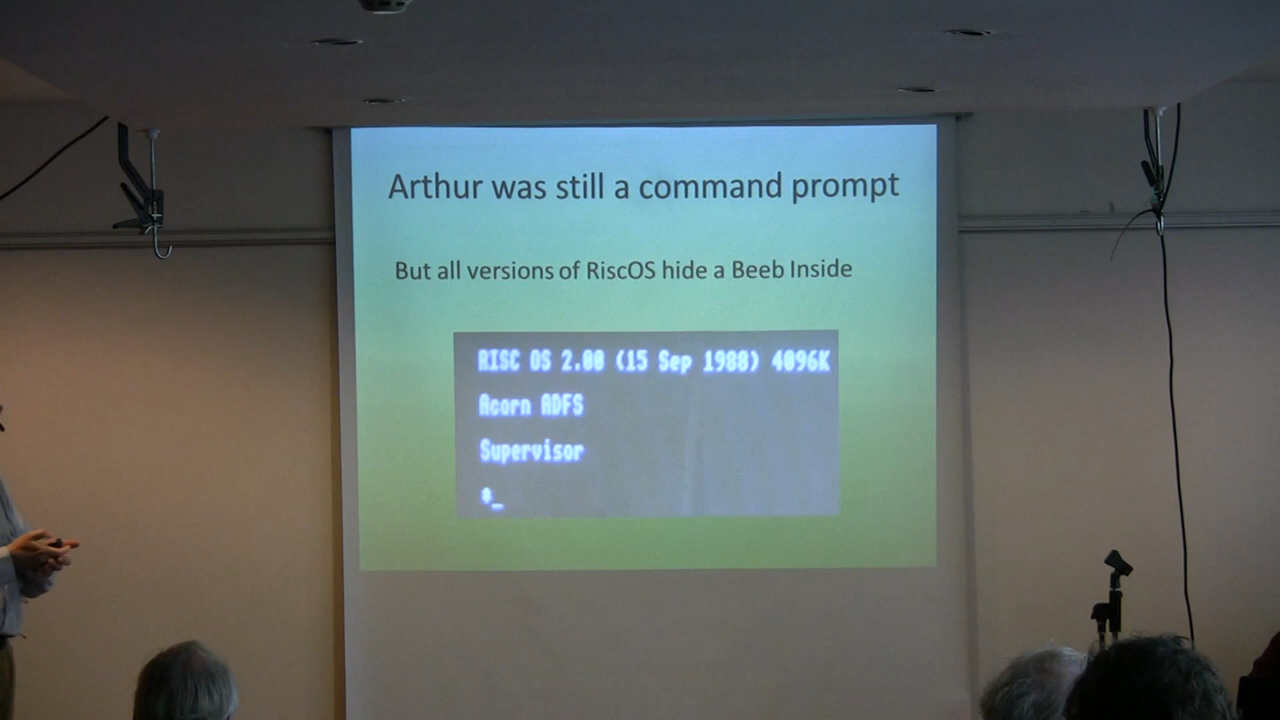 Arthur was still a command prompt
But all versions of RiscOS hide a Beeb Inside
RISC OS 2.00 (15 Sep 1988) 4096K
Acorn ADFS
Supervisor
*_